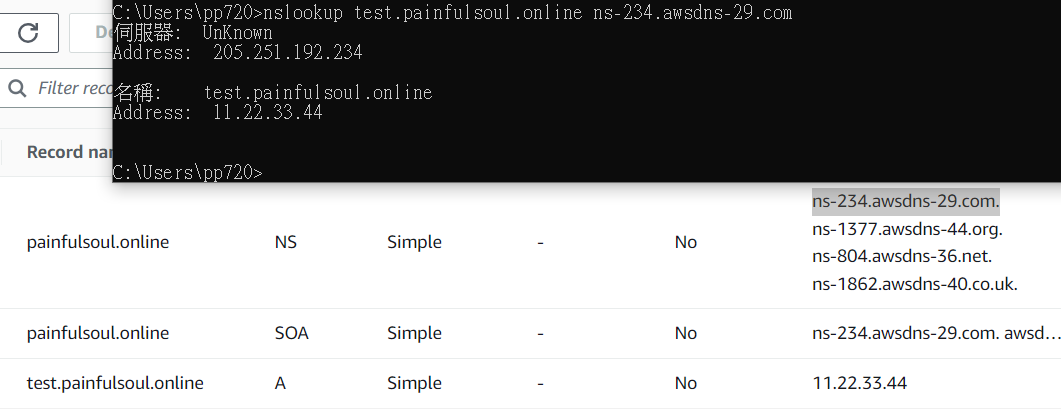 C:\Users\pp720>nslookup test.painfulsoul.online ns-234.awsdns-29.com
伺服器:  UnKnown
Address:  205.251.192.234
名稱:    test.painfulsoul.online
Address:  11.22.33.44
C:\Users\pp720>
De
Filter reco
Record nam
ns-234.awsdns-29.com.
painfulsoul.online NS Simple - No ns-1377.awsdns-44.org.
ns-804.awsdns-36.net.
ns-1862.awsdns-40.co.uk.
painfulsoul.online SOA Simple - No ns-234.awsdns-29.com. awsd...
test.painfulsoul.online A Simple - No 11.22.33.44